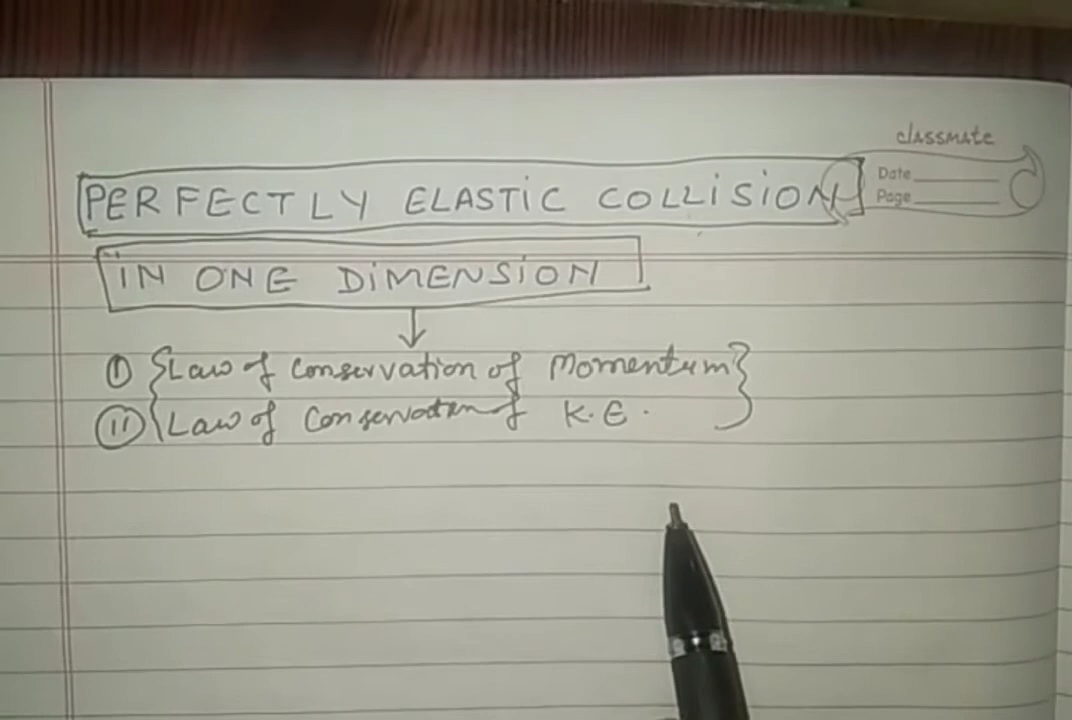 classmate
Date
Page
PERFECTLY ELASTIC COLLISION
IN ONE DIMENSION
(I) {Law of conservation of Momentum}
(II) {Law of Conservation of K.E.}